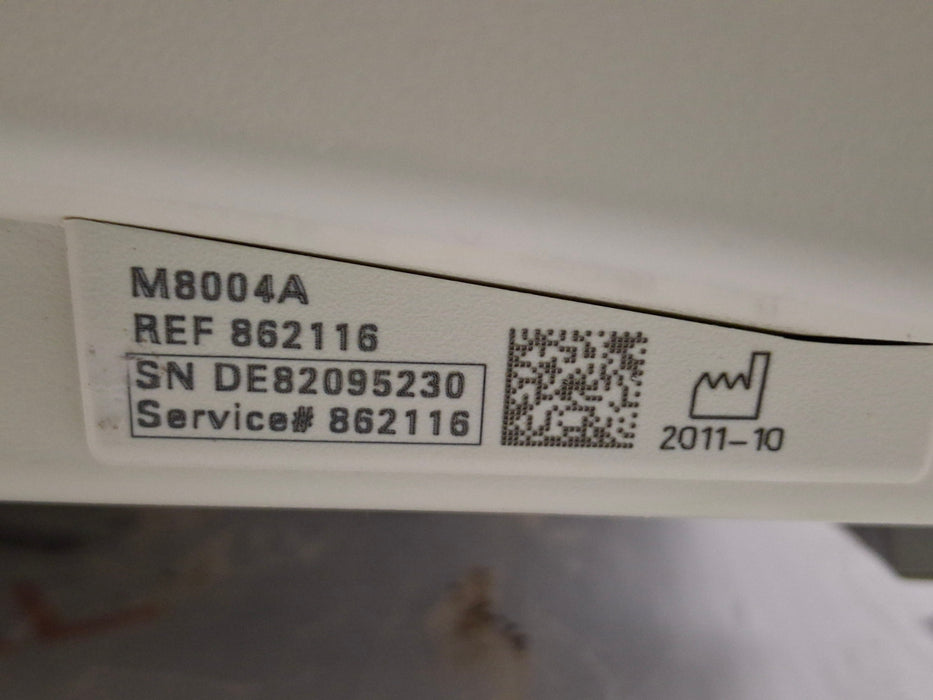 M8004A
REF 862116
SN DE82095230
Service# 862116
2011-10